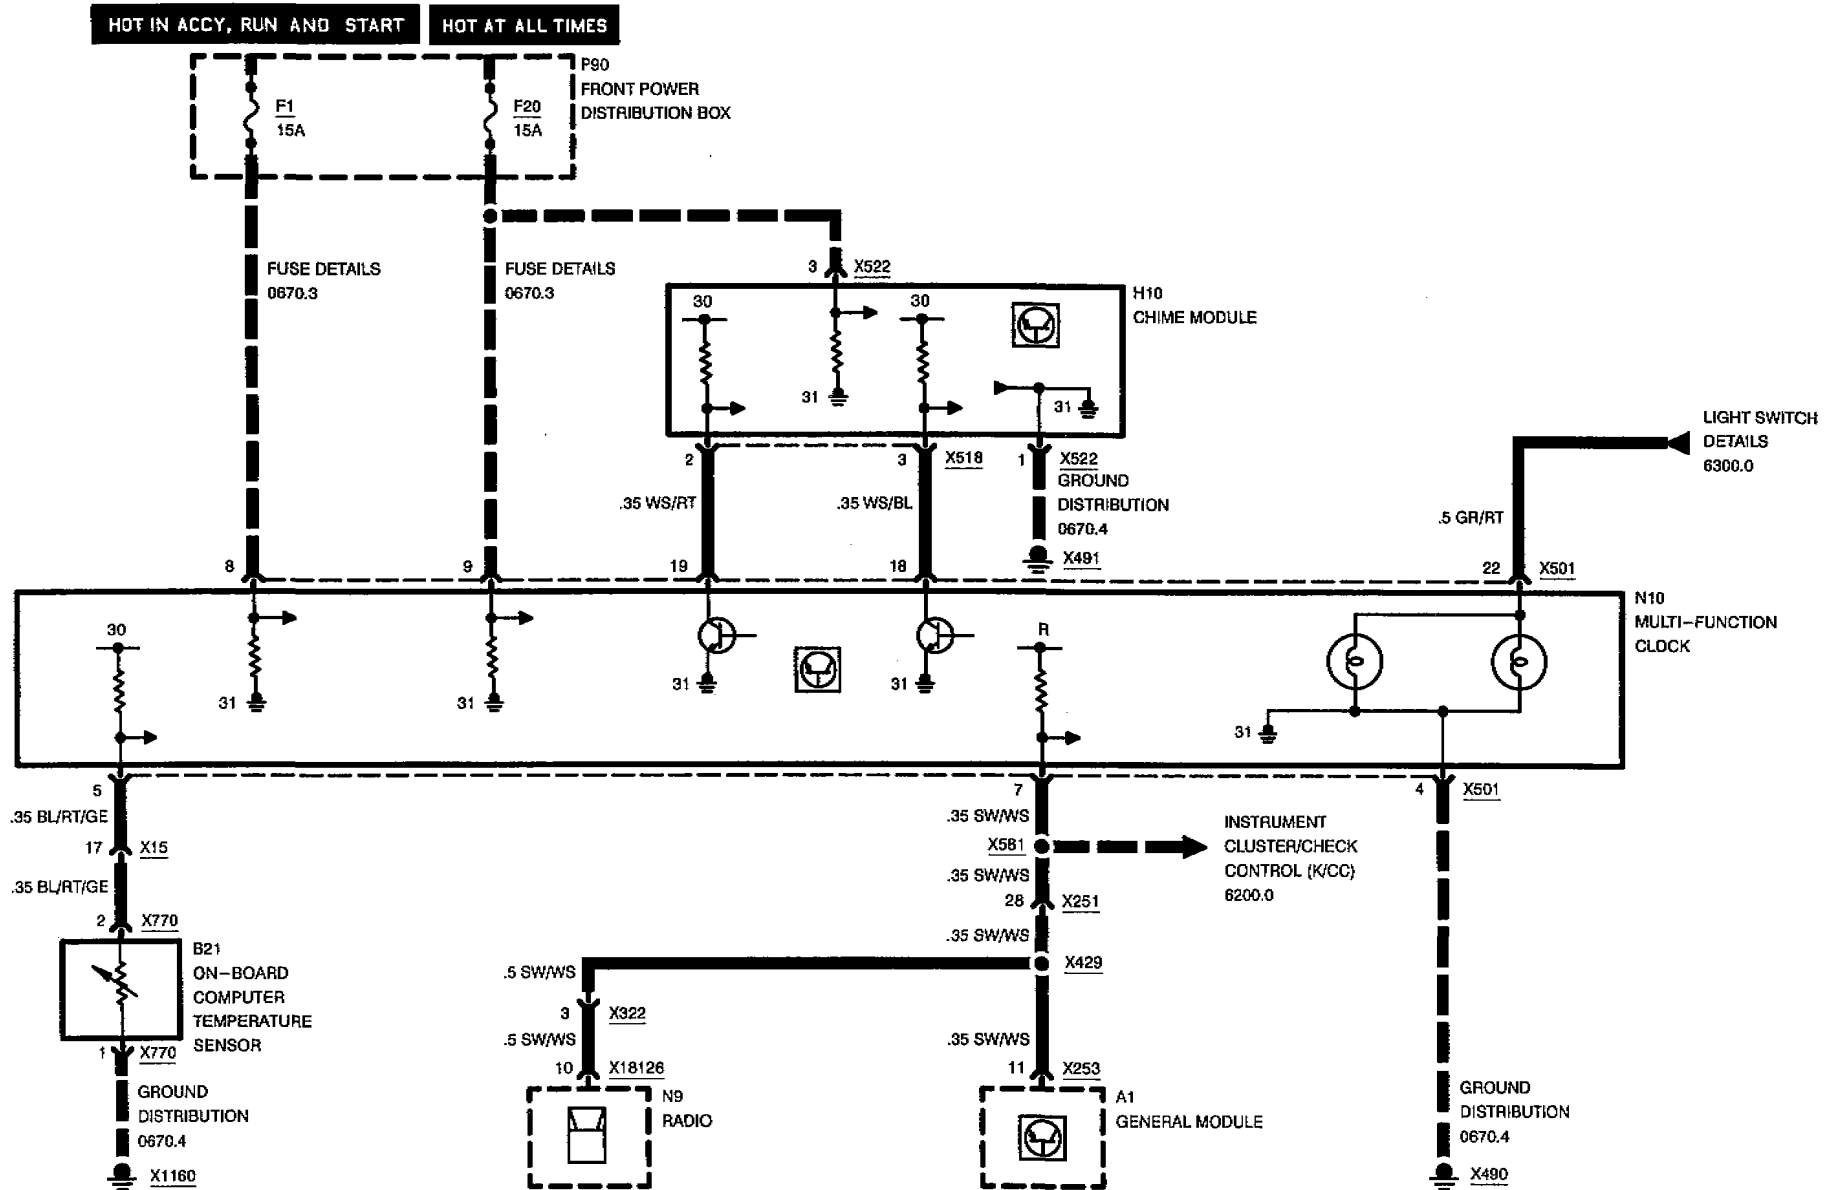 HOT IN ACCY, RUN AND START
HOT AT ALL TIMES
P90
FRONT POWER
DISTRIBUTION BOX
F1
15A
F20
15A
FUSE DETAILS
0670.3
FUSE DETAILS
0670.3
3
X522
H10
CHIME MODULE
30
30
31
31
2
3
X518
1
X522
GROUND
DISTRIBUTION
0670.4
X491
.35 WS/RT
.35 WS/BL
LIGHT SWITCH
DETAILS
6300.0
.5 GR/RT
8
9
19
18
22
X501
N10
MULTI-FUNCTION
CLOCK
30
31
31
31
31
R
31
5
7
4
X501
.35 BL/RT/GE
17
X15
.35 BL/RT/GE
2
X770
B21
ON-BOARD
COMPUTER
TEMPERATURE
SENSOR
1
X770
GROUND
DISTRIBUTION
0670.4
X1160
.35 SW/WS
X581
INSTRUMENT
CLUSTER/CHECK
CONTROL (K/CC)
6200.0
.35 SW/WS
28
X251
.35 SW/WS
X429
.5 SW/WS
3
X322
.5 SW/WS
10
X18126
N9
RADIO
.35 SW/WS
11
X253
A1
GENERAL MODULE
GROUND
DISTRIBUTION
0670.4
X490